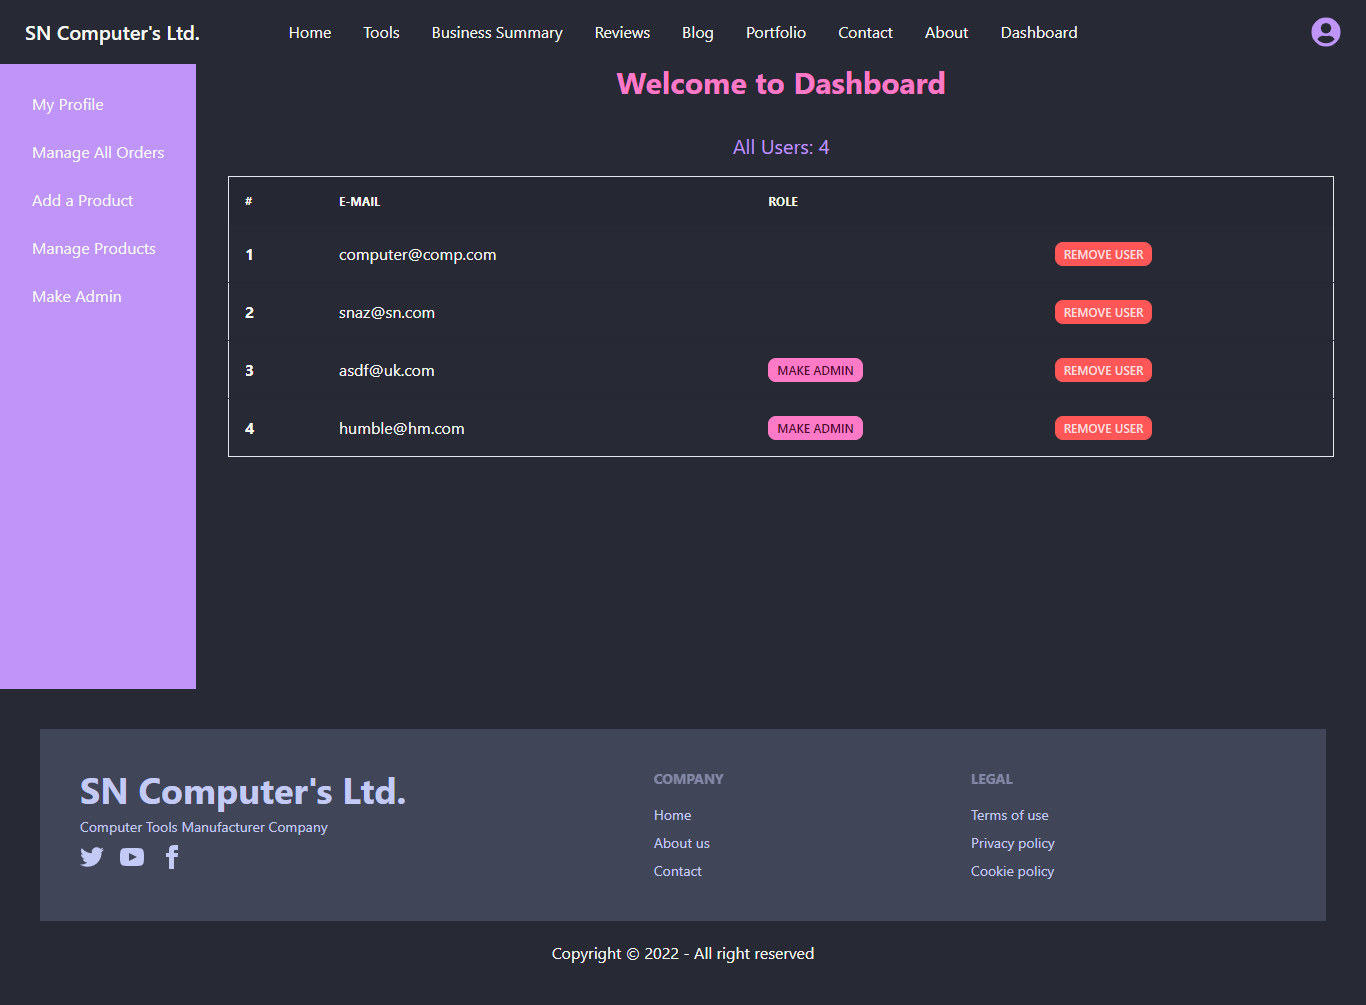 SN Computer's Ltd. Home Tools Business Summary Reviews Blog Portfolio Contact About Dashboard
My Profile
Manage All Orders
Add a Product
Manage Products
Make Admin
Welcome to Dashboard
All Users: 4
# E-MAIL ROLE
1 computer@comp.com REMOVE USER
2 snaz@sn.com REMOVE USER
3 asdf@uk.com MAKE ADMIN REMOVE USER
4 humble@hm.com MAKE ADMIN REMOVE USER
SN Computer's Ltd.
Computer Tools Manufacturer Company
COMPANY
Home
About us
Contact
LEGAL
Terms of use
Privacy policy
Cookie policy
Copyright © 2022 - All right reserved